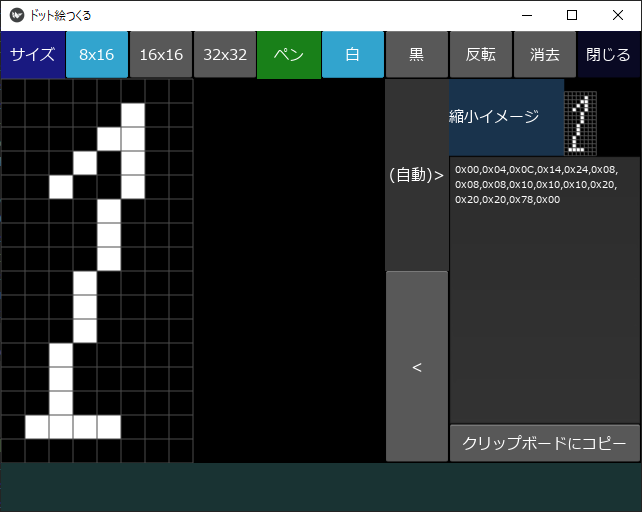 ドット絵つくる
サイズ 8x16 16x16 32x32 ペン 白 黒 反転 消去 閉じる
(自動)>
縮小イメージ
0x00,0x04,0x0C,0x14,0x24,0x08,
0x08,0x08,0x10,0x10,0x10,0x20,
0x20,0x20,0x78,0x00
<
クリップボードにコピー